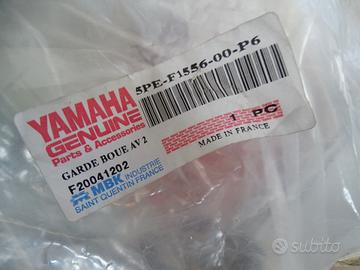 5PE-F1556-00-P6
YAMAHA
GENUINE
Parts & Accessories
1 PC
MADE IN FRANCE
GARDE BOUE AV 2
F20041202
MBK INDUSTRIE
SAINT QUENTIN FRANCE
subito